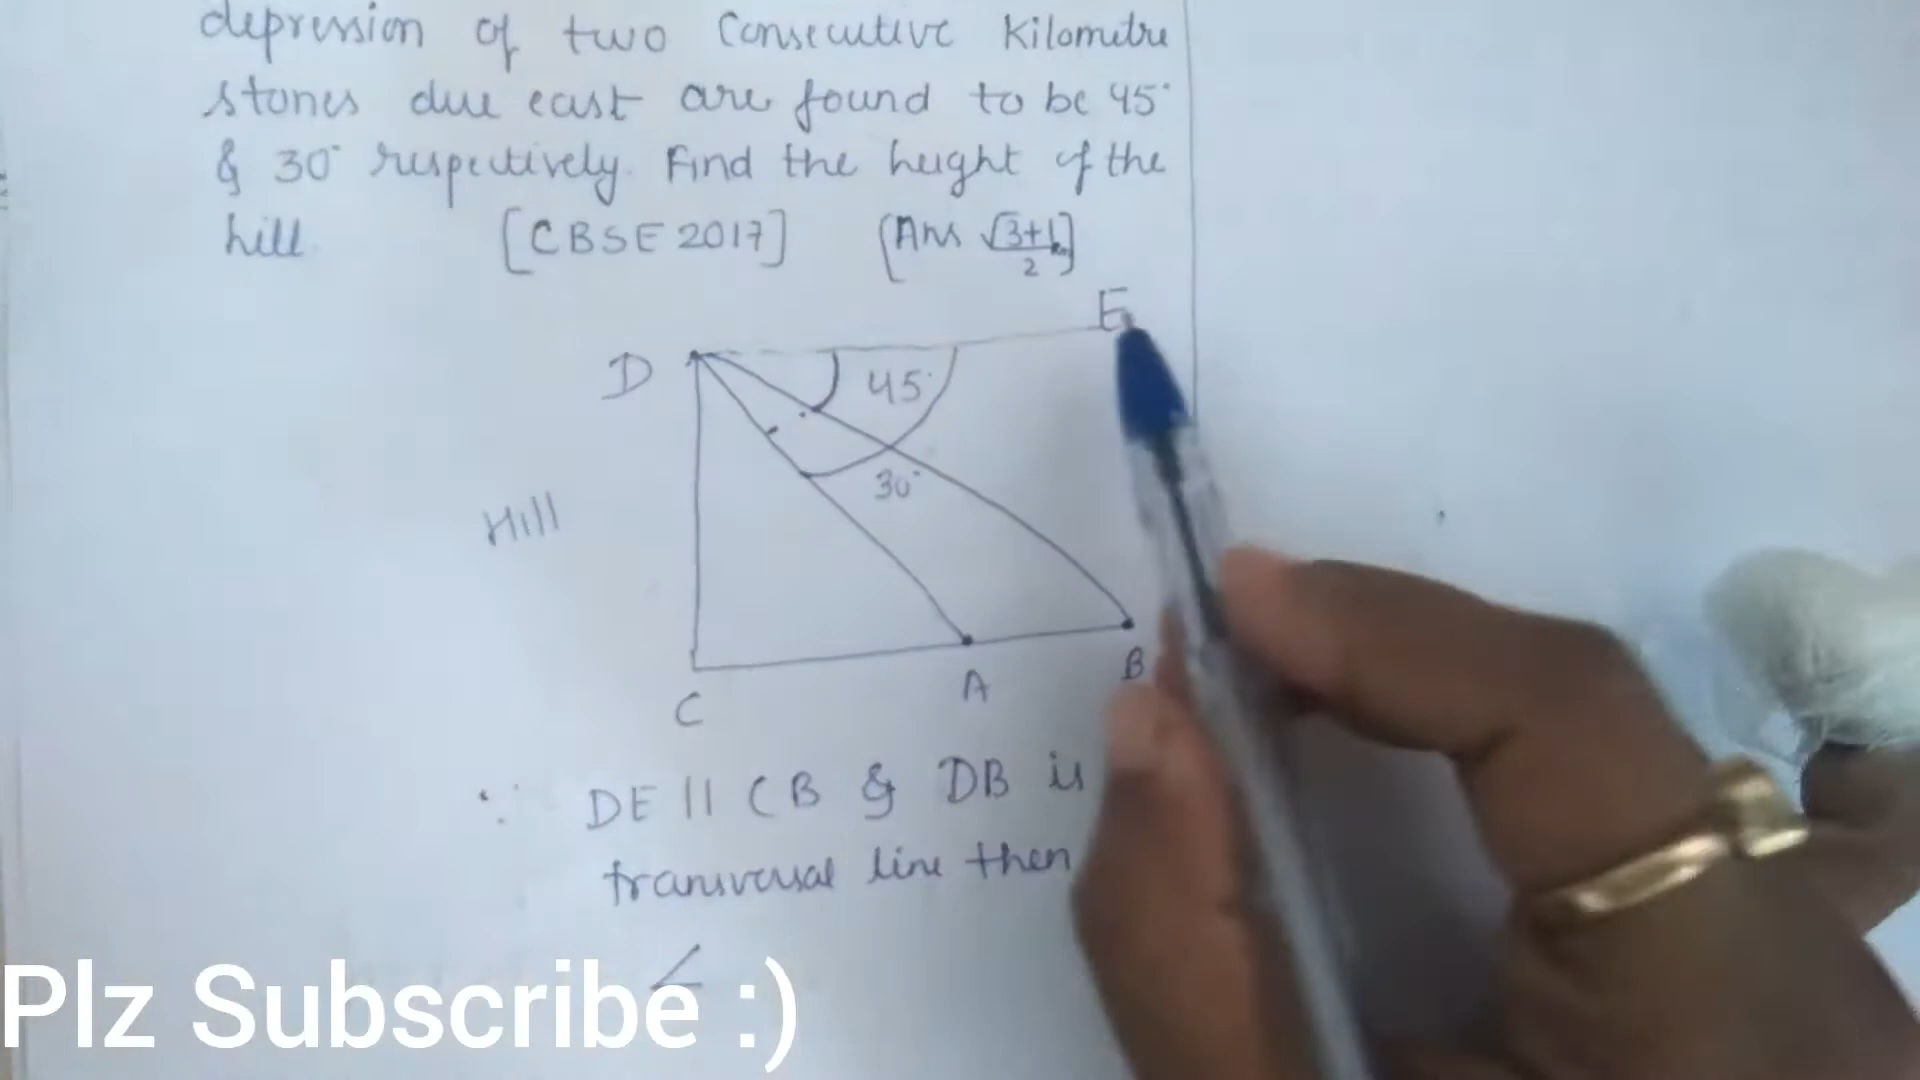 depression of two Consecutive Kilometre
stones due east are found to be 45°
& 30° respectively. Find the height of the
hill [CBSE 2017] [Ans √3+1/2 km]
E
D
45°
30°
Hill
A
B
C
∵ DE || CB & DB is
transversal line then
∠
Plz Subscribe :)